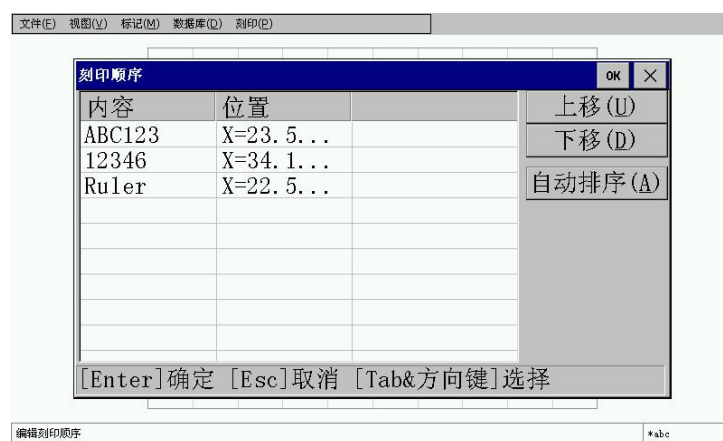 文件(F) 视图(V) 标记(M) 数据库(D) 刻印(P)
刻印顺序 OK
内容 位置 上移(U)
ABC123 X=23.5... 下移(D)
12346 X=34.1...
Ruler X=22.5... 自动排序(A)
[Enter]确定 [Esc]取消 [Tab&方向键]选择
编辑刻印顺序 *abc